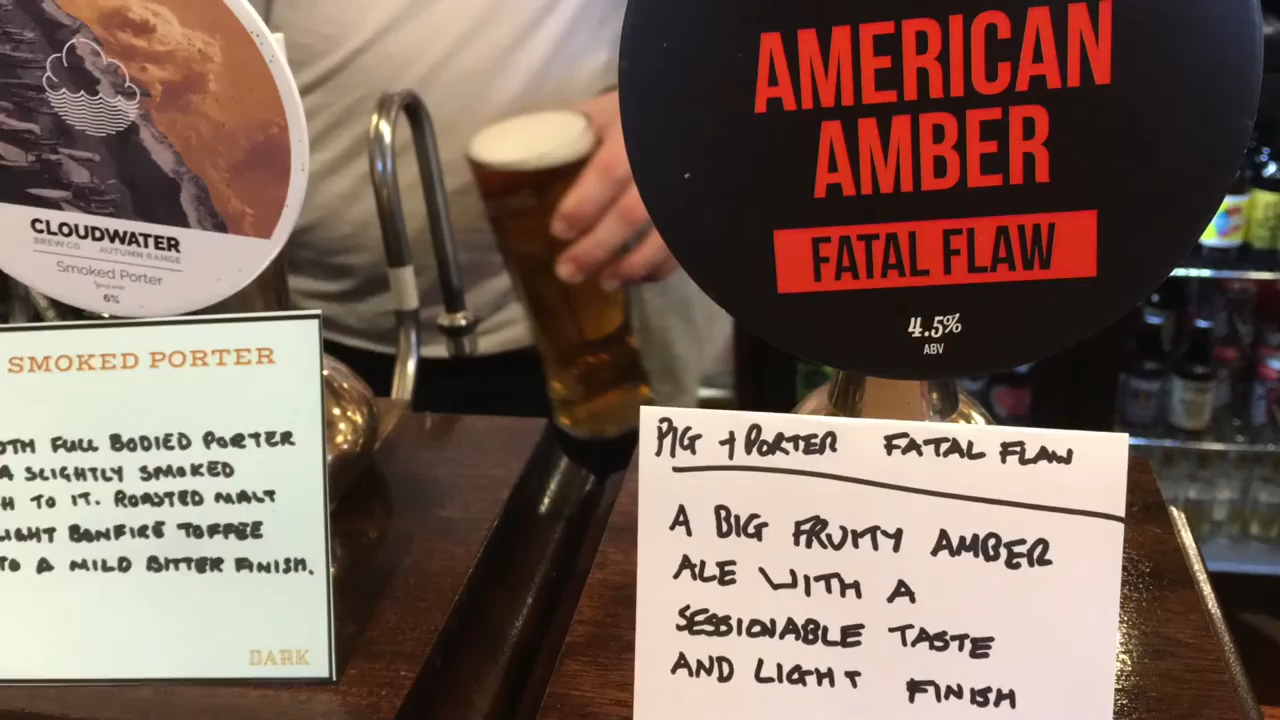 CLOUDWATER
BREW CO. AUTUMN RANGE
Smoked Porter
6%
SMOKED PORTER
FULL BODIED PORTER
A SLIGHTLY SMOKED
TO IT. ROASTED MALT
BONFIRE TOFFEE
TO A MILD BITTER FINISH.
DARK
AMERICAN
AMBER
FATAL FLAW
4.5%
ABV
PIG + PORTER FATAL FLAW
A BIG FRUITY AMBER
ALE WITH A
SESSIONABLE TASTE
AND LIGHT FINISH